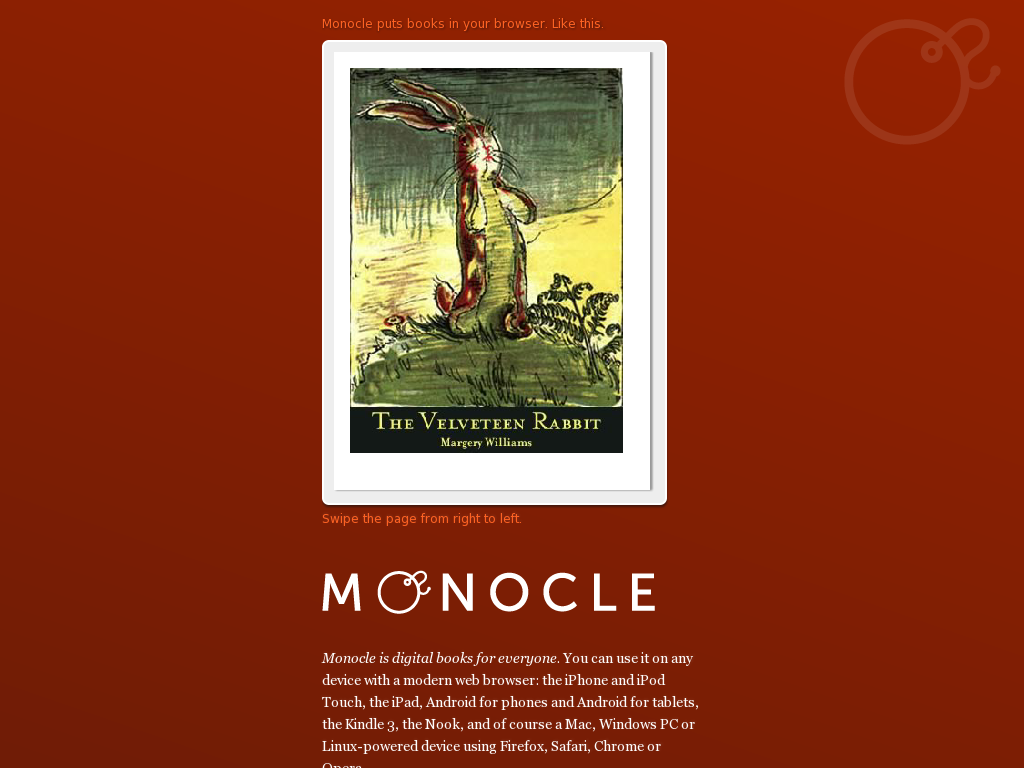 Monocle puts books in your browser. Like this.
The Velveteen Rabbit
Margery Williams
Swipe the page from right to left.
MONOCLE
Monocle is digital books for everyone. You can use it on any
device with a modern web browser: the iPhone and iPod
Touch, the iPad, Android for phones and Android for tablets,
the Kindle 3, the Nook, and of course a Mac, Windows PC or
Linux-powered device using Firefox, Safari, Chrome or
Opera.